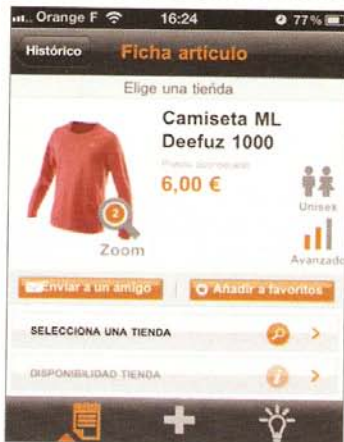 Orange F 16:24 77%
Histórico Ficha artículo
Elige una tienda
Camiseta ML
Deefuz 1000
6,00 €
Unisex
2
Zoom
Avanzado
Enviar a un amigo Añadir a favoritos
SELECCIONA UNA TIENDA
DISPONIBILIDAD TIENDA